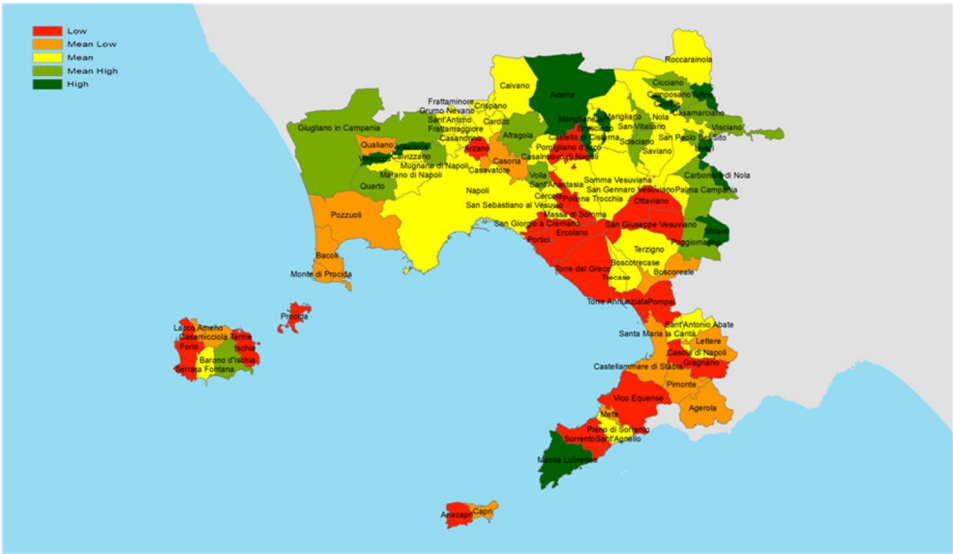 Low
Mean Low
Mean
Mean High
High
Roccarainola
Caivano
Acerra
Cicciano
Camposano
Casamarciano
Frattaminore
Crispano
Grumo Nevano
Sant'Antimo
Cardito
Frattamaggiore
Casandrino
Afragola
Marigliano
Nola
San Vitaliano
Visciano
Giugliano in Campania
Castello di Cisterna
San Paolo Bel Sito
Qualiano
Arzano
Pomigliano d'Arco
Scisciano
Saviano
Calvizzano
Casoria
Casalnuovo di Napoli
Mugnano di Napoli
Casavatore
Marano di Napoli
Volla
Carbonara di Nola
Quarto
Sant'Anastasia
Somma Vesuviana
Napoli
San Gennaro Vesuviano
Palma Campania
Cercola
Pollena Trocchia
Ottaviano
San Sebastiano al Vesuvio
Massa di Somma
Pozzuoli
San Giorgio a Cremano
San Giuseppe Vesuviano
Ercolano
Striano
Portici
Poggiomarino
Terzigno
Bacoli
Boscotrecase
Torre del Greco
Boscoreale
Monte di Procida
Trecase
Torre Annunziata
Pompei
Procida
Lacco Ameno
Sant'Antonio Abate
Casamicciola Terme
Santa Maria la Carità
Lettere
Forio
Ischia
Casola di Napoli
Barano d'Ischia
Gragnano
Serrara Fontana
Castellammare di Stabia
Pimonte
Vico Equense
Agerola
Meta
Piano di Sorrento
Sorrento
Sant'Agnello
Massa Lubrense
Anacapri
Capri